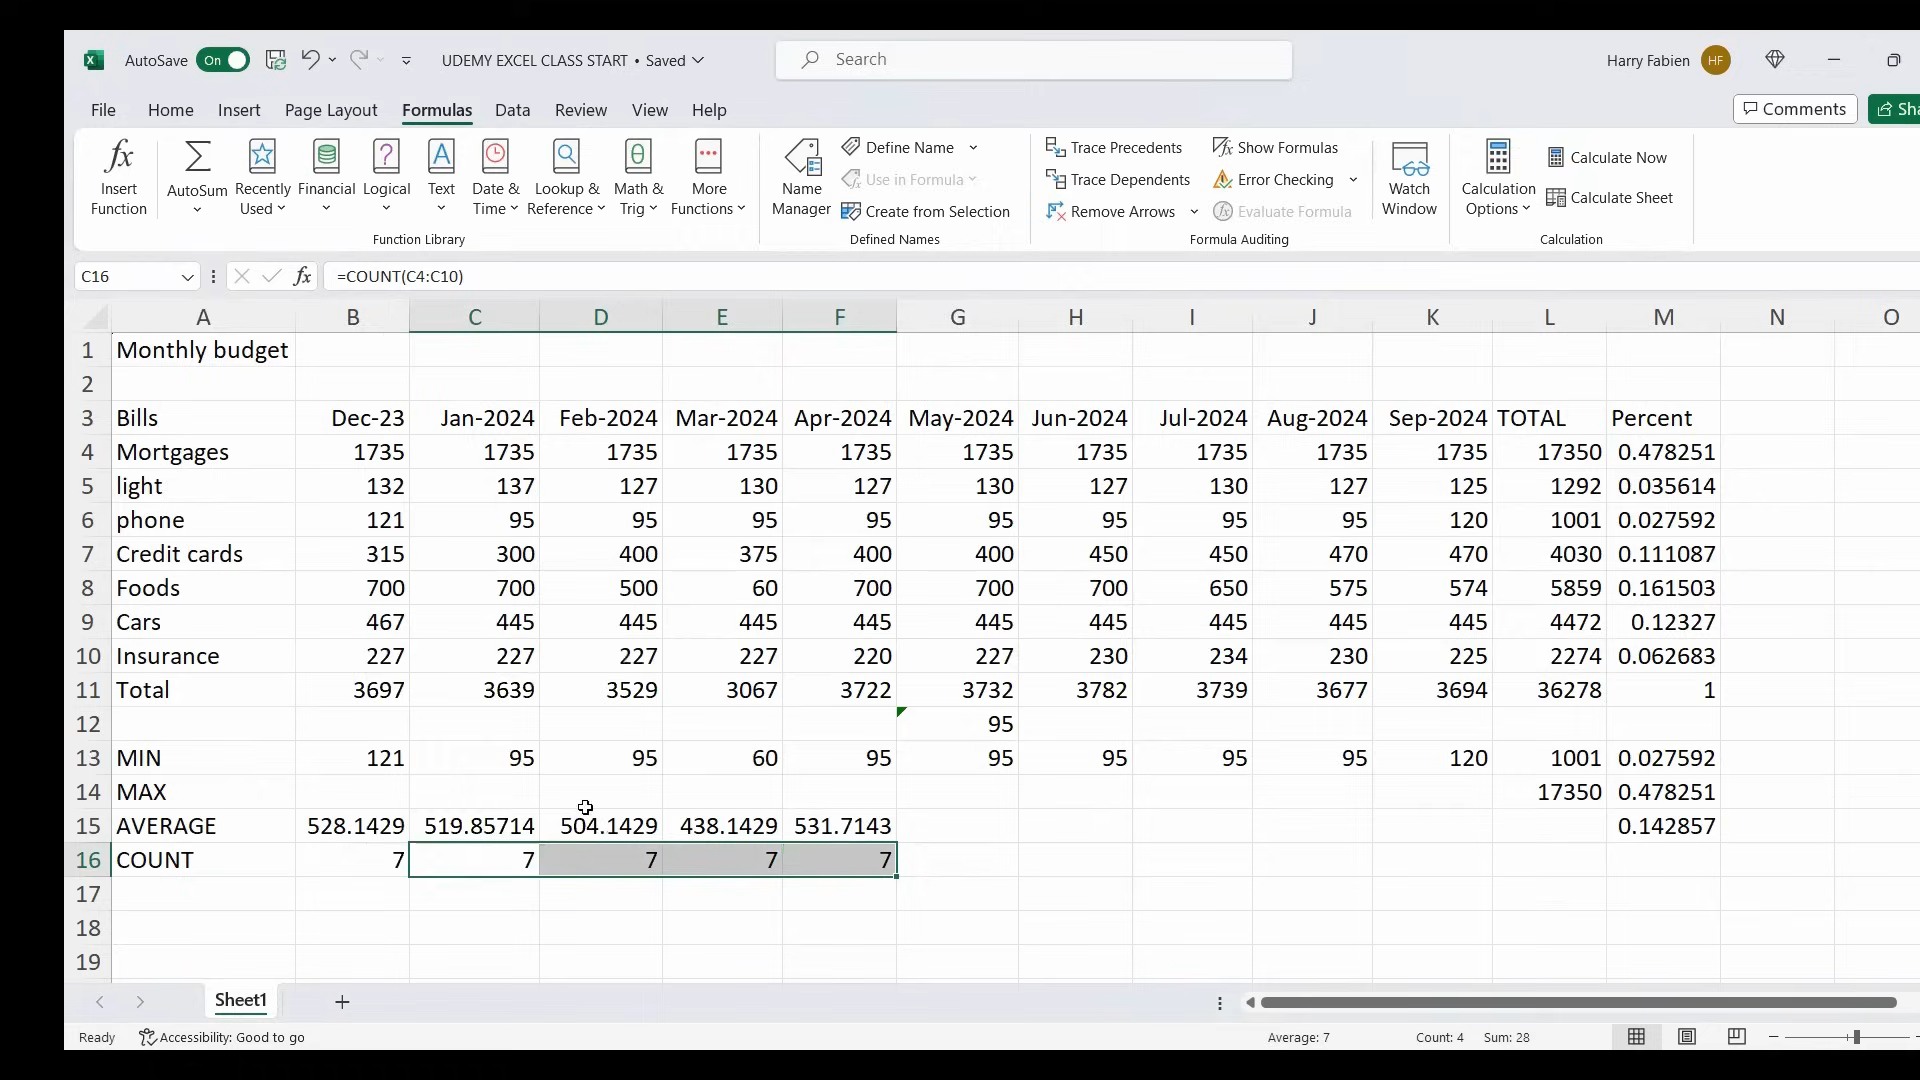 AutoSave On UDEMY EXCEL CLASS START • Saved Search Harry Fabien HF
File Home Insert Page Layout Formulas Data Review View Help Comments Sha
Insert Function AutoSum Recently Used Financial Logical Text Date & Time Lookup & Reference Math & Trig More Functions
Function Library
Name Manager Define Name Use in Formula Create from Selection
Defined Names
Trace Precedents Show Formulas
Trace Dependents Error Checking
Remove Arrows Evaluate Formula
Watch Window
Formula Auditing
Calculation Options Calculate Now Calculate Sheet
Calculation
C16 fx =COUNT(C4:C10)
A B C D E F G H I J K L M N O
1 Monthly budget
2
3 Bills Dec-23 Jan-2024 Feb-2024 Mar-2024 Apr-2024 May-2024 Jun-2024 Jul-2024 Aug-2024 Sep-2024 TOTAL Percent
4 Mortgages 1735 1735 1735 1735 1735 1735 1735 1735 1735 1735 17350 0.478251
5 light 132 137 127 130 127 130 127 130 127 125 1292 0.035614
6 phone 121 95 95 95 95 95 95 95 95 120 1001 0.027592
7 Credit cards 315 300 400 375 400 400 450 450 470 470 4030 0.111087
8 Foods 700 700 500 60 700 700 700 650 575 574 5859 0.161503
9 Cars 467 445 445 445 445 445 445 445 445 445 4472 0.12327
10 Insurance 227 227 227 227 220 227 230 234 230 225 2274 0.062683
11 Total 3697 3639 3529 3067 3722 3732 3782 3739 3677 3694 36278 1
12 95
13 MIN 121 95 95 60 95 95 95 95 95 120 1001 0.027592
14 MAX 17350 0.478251
15 AVERAGE 528.1429 519.85714 504.1429 438.1429 531.7143 0.142857
16 COUNT 7 7 7 7 7
17
18
19
Sheet1
Ready Accessibility: Good to go Average: 7 Count: 4 Sum: 28